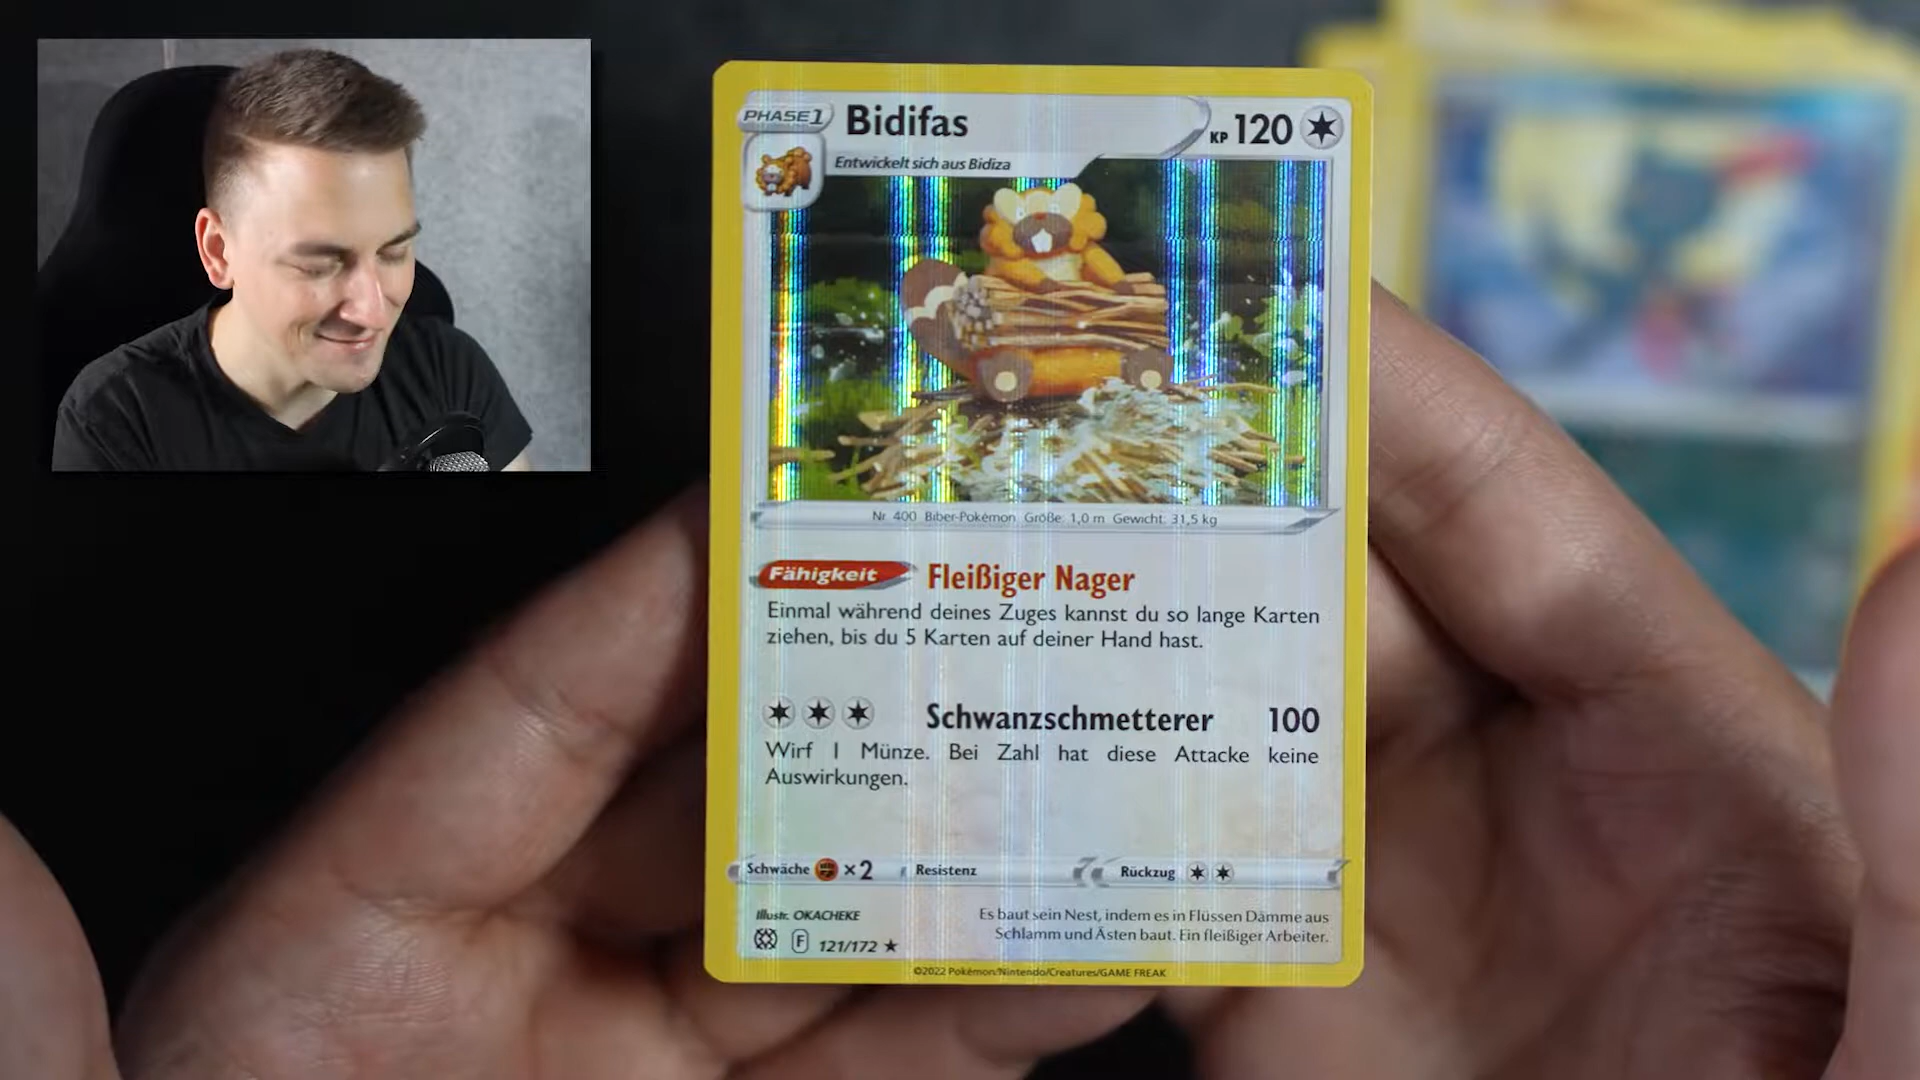 PHASE 1
Bidifas
KP 120
Entwickelt sich aus Bidiza
Nr. 400 Biber-Pokémon Größe: 1,0 m Gewicht: 31,5 kg
Fähigkeit Fleißiger Nager
Einmal während deines Zuges kannst du so lange Karten
ziehen, bis du 5 Karten auf deiner Hand hast.
Schwanzschmetterer 100
Wirf 1 Münze. Bei Zahl hat diese Attacke keine
Auswirkungen.
Schwäche ×2 Resistenz Rückzug
Illustr. OKACHEKE
Es baut sein Nest, indem es in Flüssen Dämme aus
Schlamm und Ästen baut. Ein fleißiger Arbeiter.
F 121/172 ★
©2022 Pokémon/Nintendo/Creatures/GAME FREAK